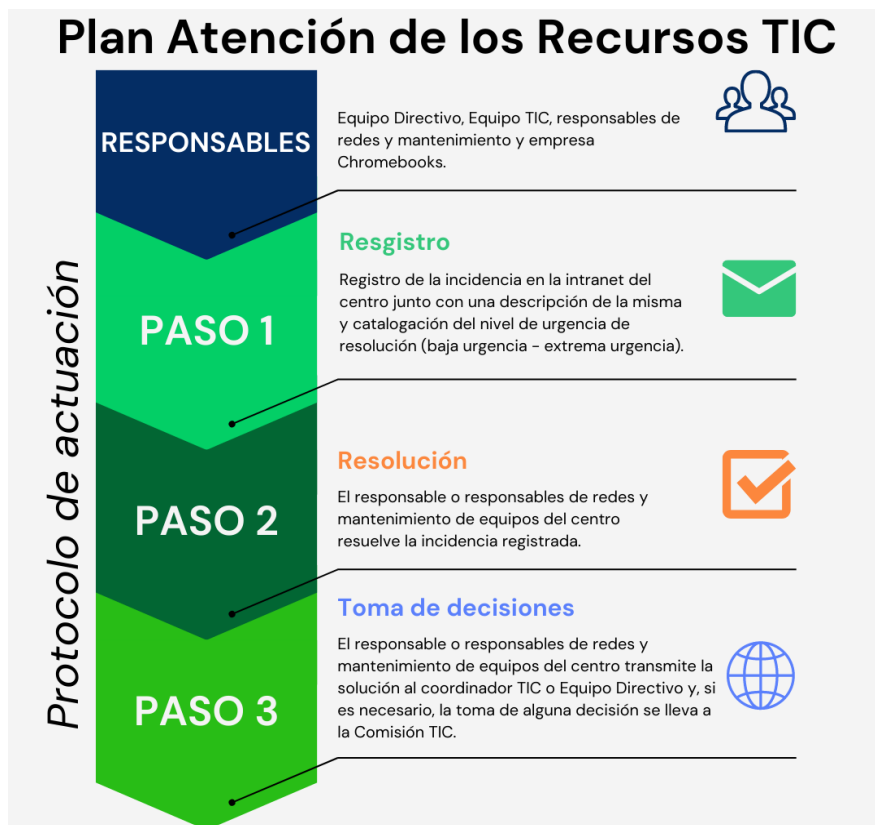 Plan Atención de los Recursos TIC
Protocolo de actuación
RESPONSABLES
Equipo Directivo, Equipo TIC, responsables de
redes y mantenimiento y empresa
Chromebooks.
PASO 1
Resgistro
Registro de la incidencia en la intranet del
centro junto con una descripción de la misma
y catalogación del nivel de urgencia de
resolución (baja urgencia - extrema urgencia).
PASO 2
Resolución
El responsable o responsables de redes y
mantenimiento de equipos del centro
resuelve la incidencia registrada.
PASO 3
Toma de decisiones
El responsable o responsables de redes y
mantenimiento de equipos del centro transmite la
solución al coordinador TIC o Equipo Directivo y, si
es necesario, la toma de alguna decisión se lleva a
la Comisión TIC.